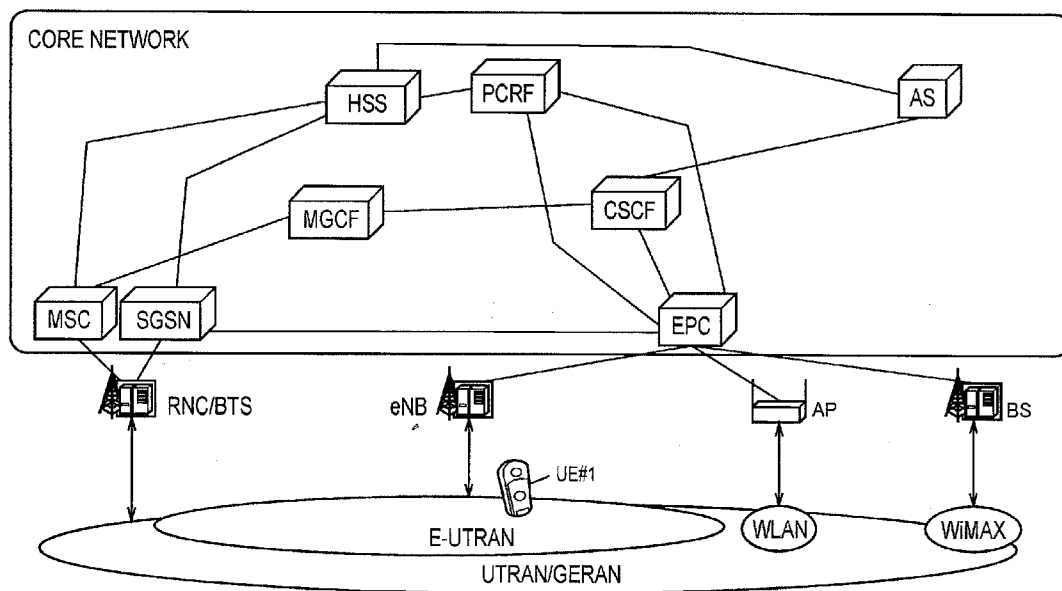 CORE NETWORK
HSS
PCRF
AS
MGCF
CSCF
MSC
SGSN
EPC
RNC/BTS
eNB
AP
BS
UE#1
E-UTRAN
WLAN
WiMAX
UTRAN/GERAN